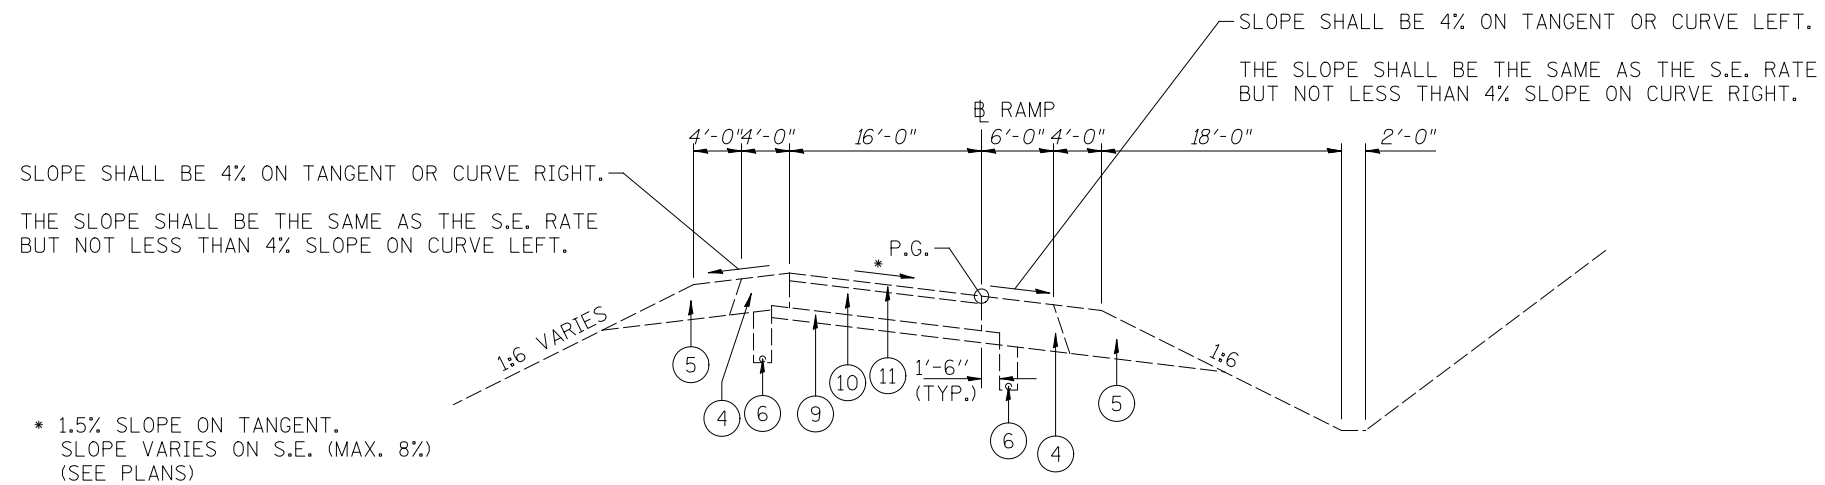 SLOPE SHALL BE 4% ON TANGENT OR CURVE LEFT.
THE SLOPE SHALL BE THE SAME AS THE S.E. RATE
BUT NOT LESS THAN 4% SLOPE ON CURVE RIGHT.
℄ RAMP
4'-0" 4'-0" 16'-0" 6'-0" 4'-0" 18'-0" 2'-0"
SLOPE SHALL BE 4% ON TANGENT OR CURVE RIGHT.
THE SLOPE SHALL BE THE SAME AS THE S.E. RATE
BUT NOT LESS THAN 4% SLOPE ON CURVE LEFT.
P.G.
*
1:6 VARIES
1:6
5
4
6
9
10
11
1'-6"
(TYP.)
6
4
5
* 1.5% SLOPE ON TANGENT.
SLOPE VARIES ON S.E. (MAX. 8%)
(SEE PLANS)